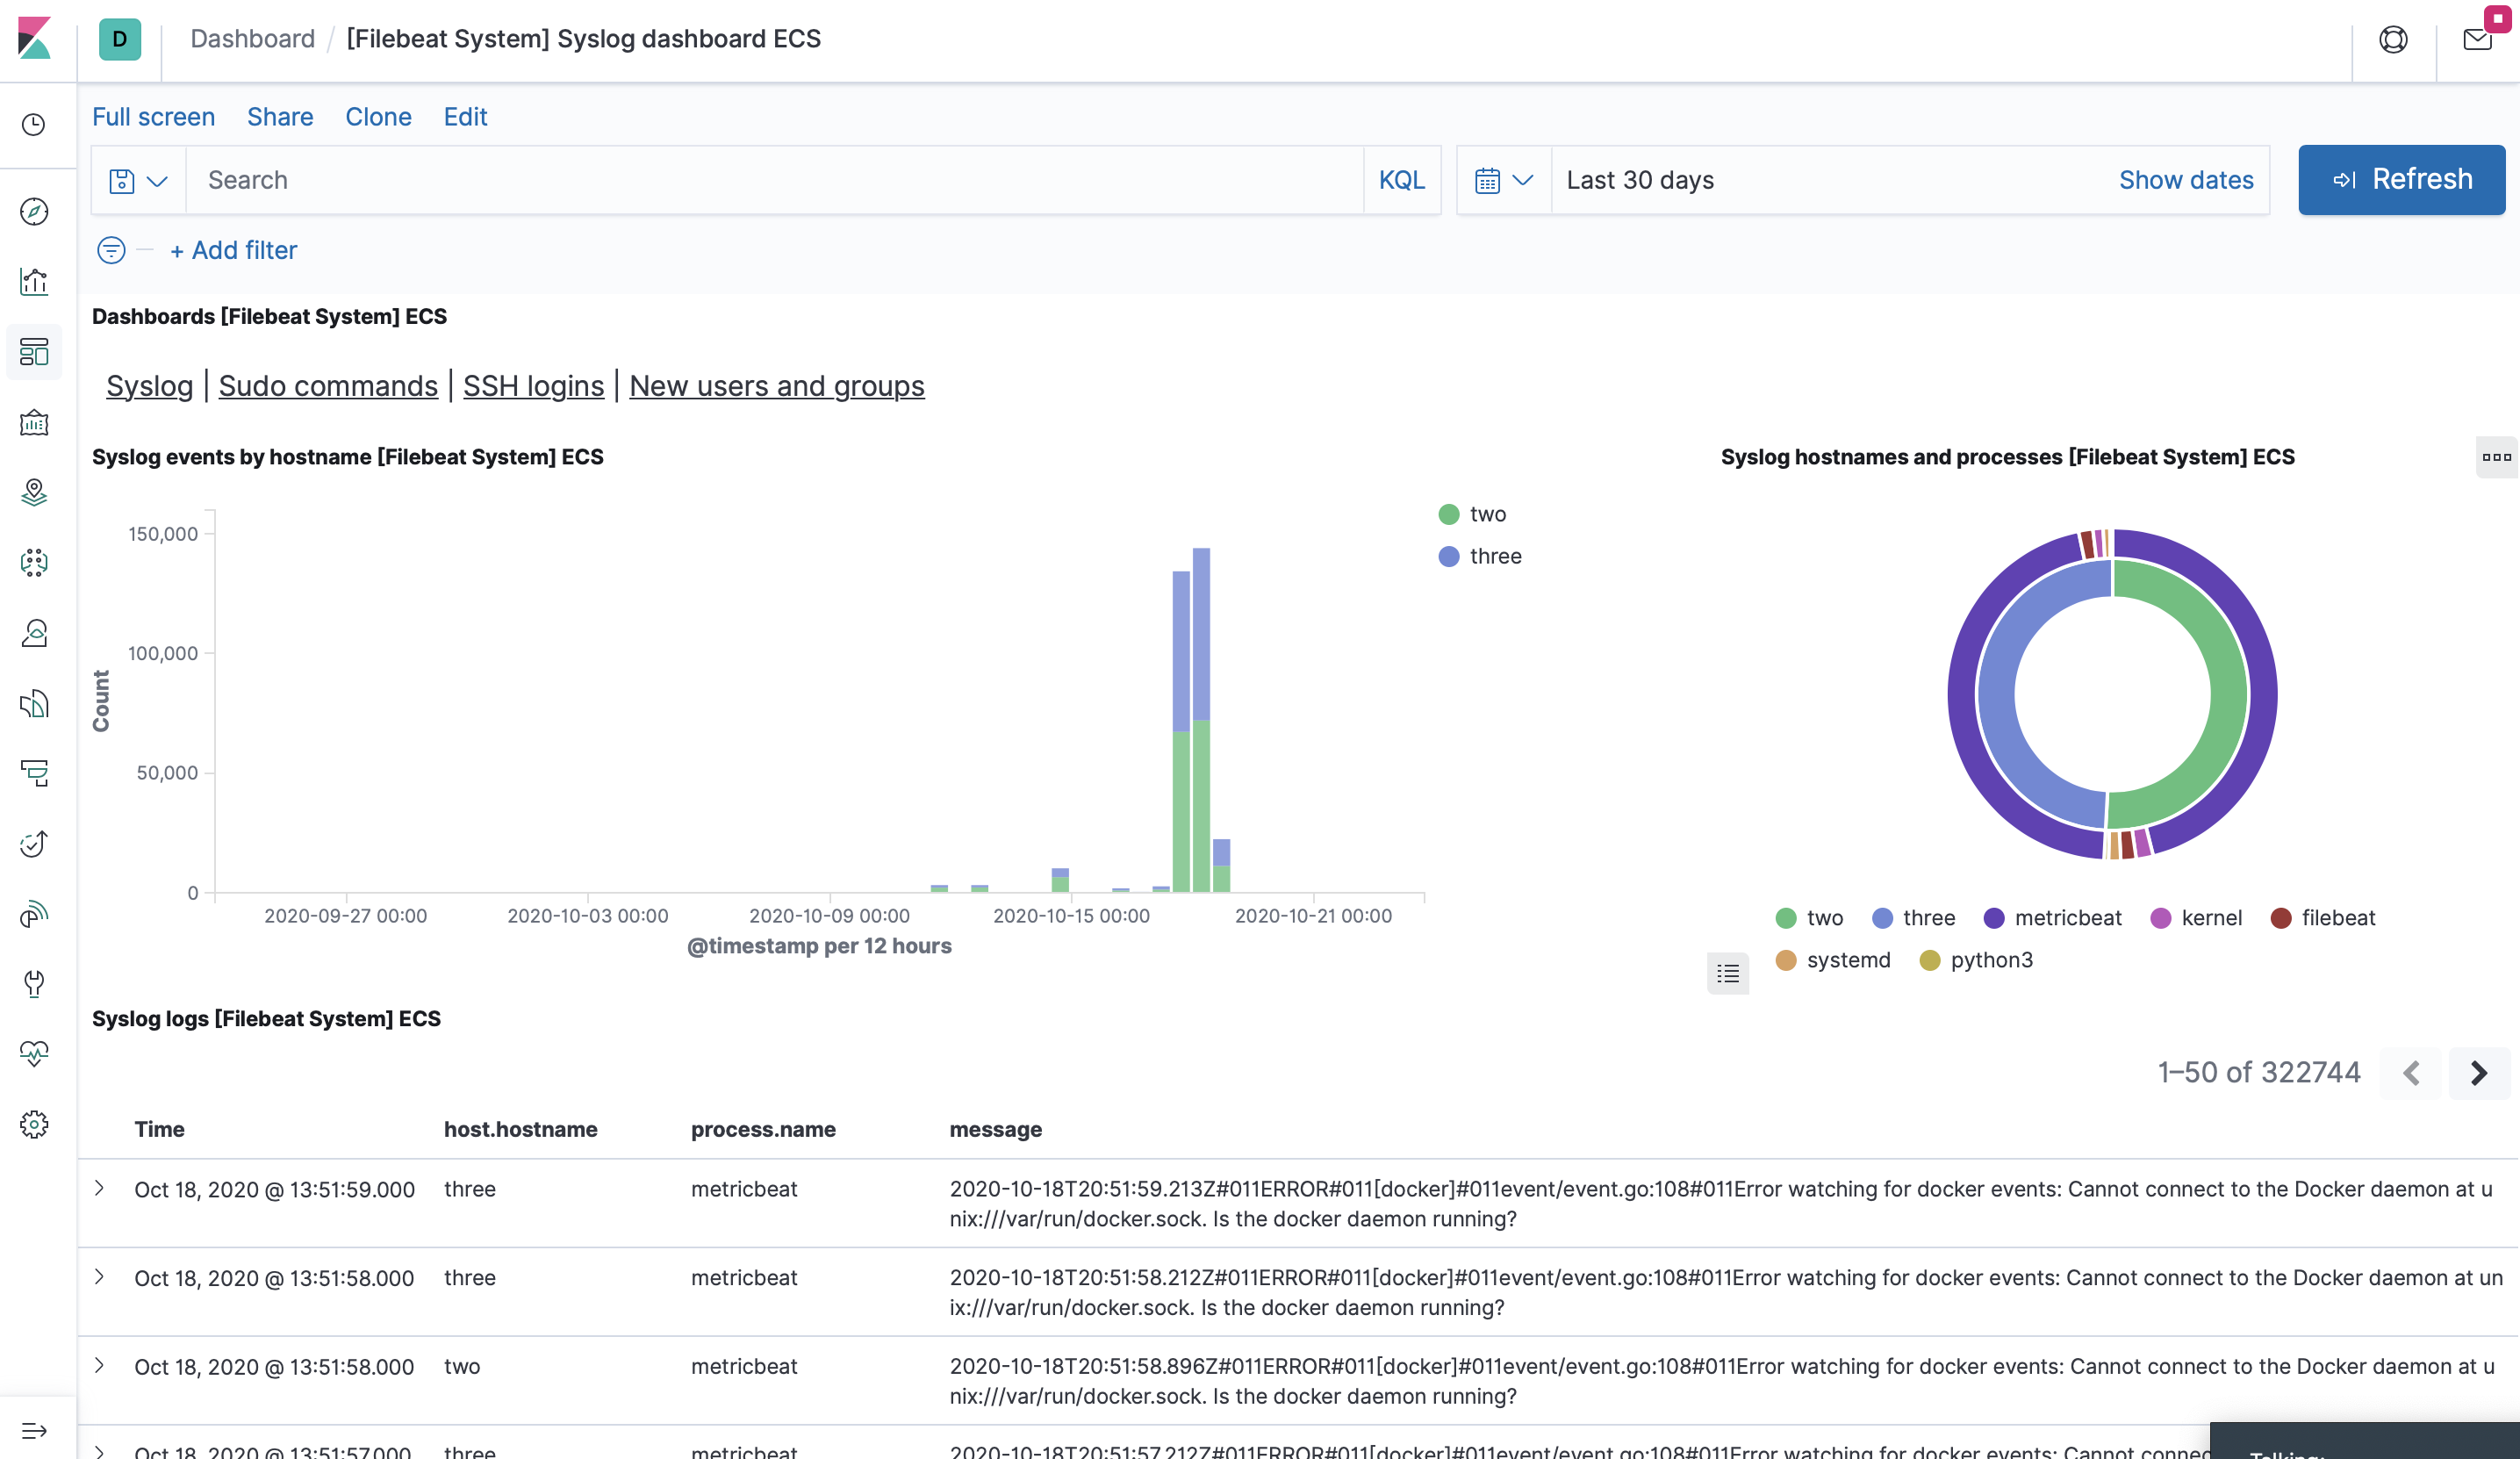 D
Dashboard / [Filebeat System] Syslog dashboard ECS
Full screen Share Clone Edit
Search KQL Last 30 days Show dates Refresh
+ Add filter
Dashboards [Filebeat System] ECS
Syslog | Sudo commands | SSH logins | New users and groups
Syslog events by hostname [Filebeat System] ECS
150,000
100,000
50,000
0
Count
2020-09-27 00:00 2020-10-03 00:00 2020-10-09 00:00 2020-10-15 00:00 2020-10-21 00:00
@timestamp per 12 hours
two
three
Syslog hostnames and processes [Filebeat System] ECS
two three metricbeat kernel filebeat
systemd python3
Syslog logs [Filebeat System] ECS
1–50 of 322744
Time host.hostname process.name message
Oct 18, 2020 @ 13:51:59.000 three metricbeat 2020-10-18T20:51:59.213Z#011ERROR#011[docker]#011event/event.go:108#011Error watching for docker events: Cannot connect to the Docker daemon at u
nix:///var/run/docker.sock. Is the docker daemon running?
Oct 18, 2020 @ 13:51:58.000 three metricbeat 2020-10-18T20:51:58.212Z#011ERROR#011[docker]#011event/event.go:108#011Error watching for docker events: Cannot connect to the Docker daemon at un
ix:///var/run/docker.sock. Is the docker daemon running?
Oct 18, 2020 @ 13:51:58.000 two metricbeat 2020-10-18T20:51:58.896Z#011ERROR#011[docker]#011event/event.go:108#011Error watching for docker events: Cannot connect to the Docker daemon at u
nix:///var/run/docker.sock. Is the docker daemon running?
Oct 18, 2020 @ 13:51:57.000 three metricbeat 2020-10-18T20:51:57.212Z#011ERROR#011[docker]#011event/event.go:108#011Error watching for docker events: Cannot connec
Talking: